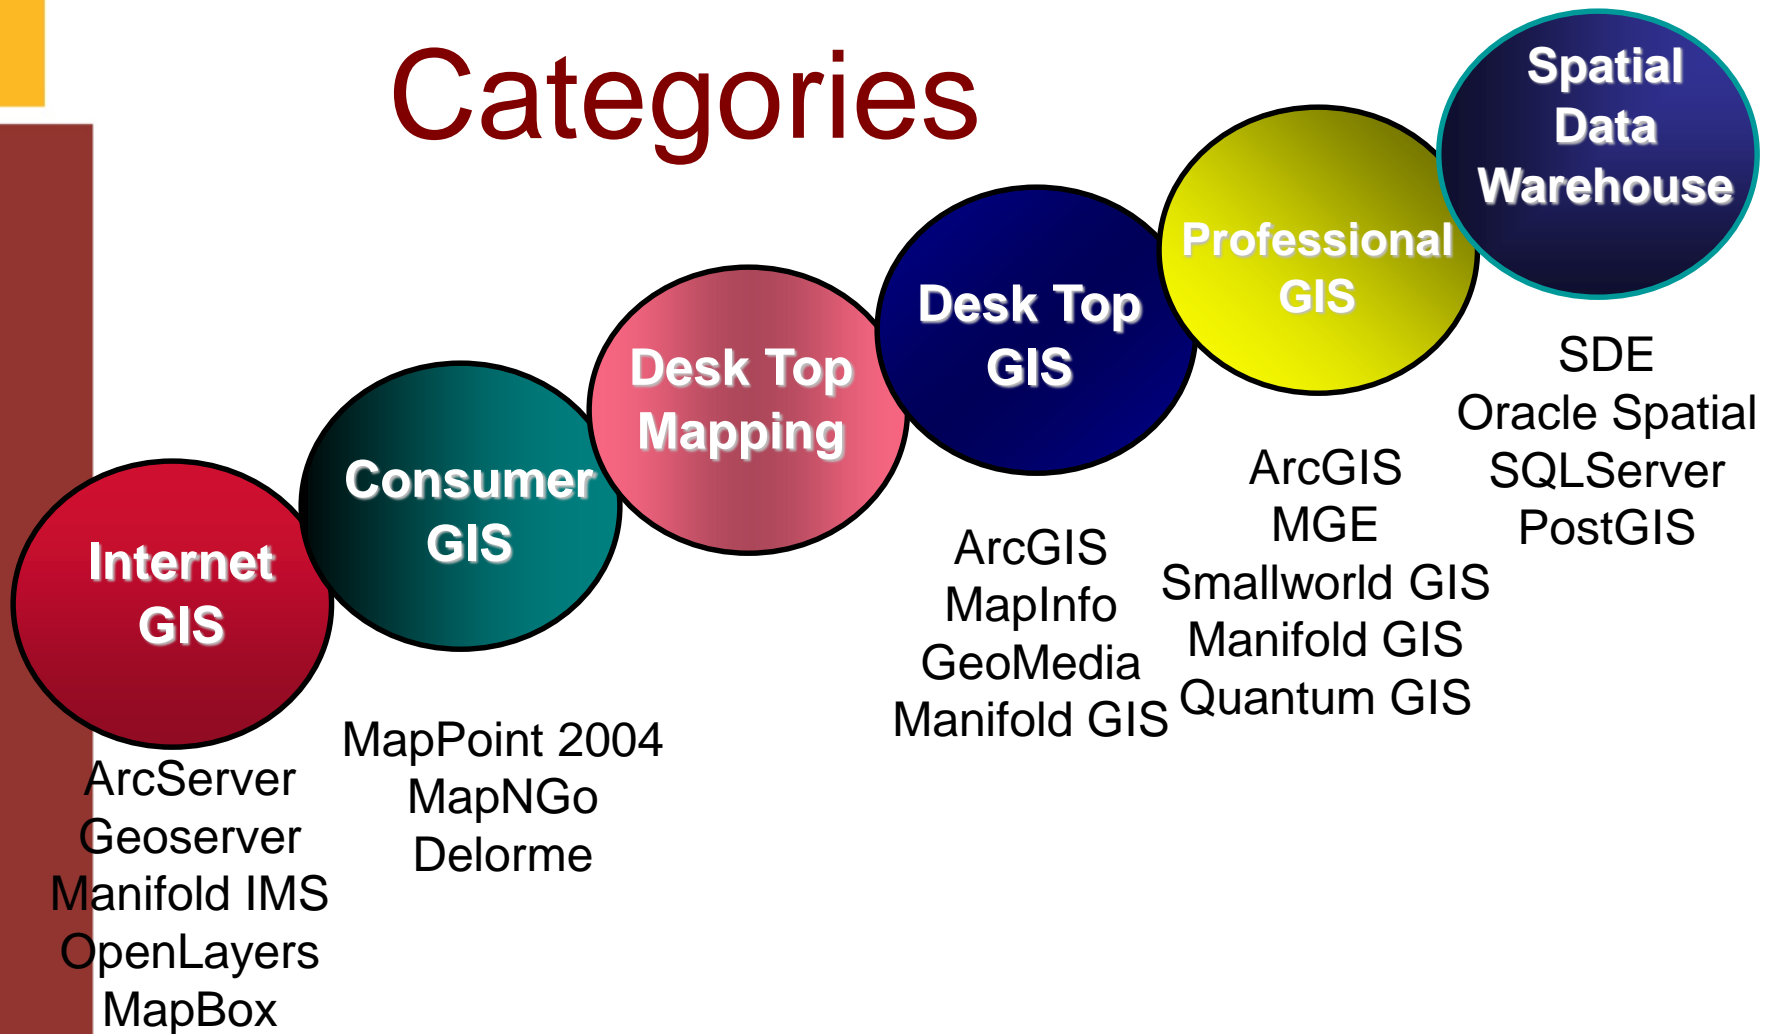 Categories
Internet
GIS
ArcServer
Geoserver
Manifold IMS
OpenLayers
MapBox
Consumer
GIS
MapPoint 2004
MapNGo
Delorme
Desk Top
Mapping
Desk Top
GIS
ArcGIS
MapInfo
GeoMedia
Manifold GIS
Professional
GIS
ArcGIS
MGE
Smallworld GIS
Manifold GIS
Quantum GIS
Spatial
Data
Warehouse
SDE
Oracle Spatial
SQLServer
PostGIS